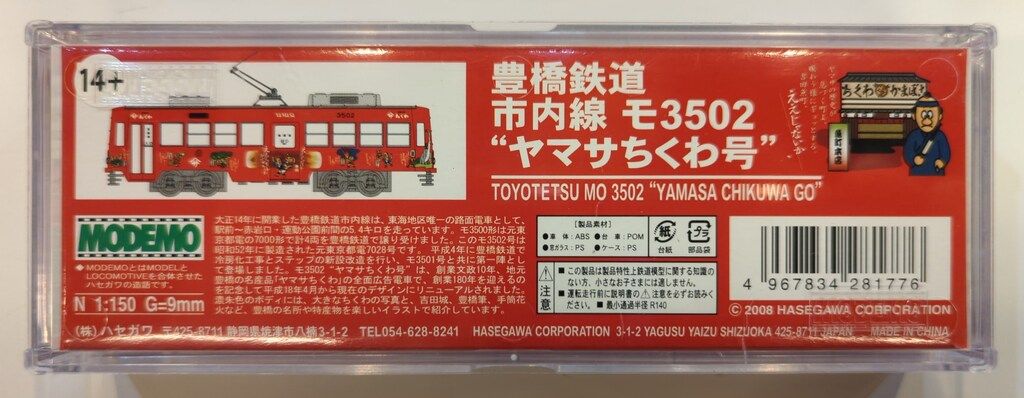 14+
3502
豊橋鉄道
市内線 モ3502
“ヤマサちくわ号”
TOYOTETSU MO 3502 “YAMASA CHIKUWA GO”
ちくわ かまぼこ
ええじゃないか
MODEMO
●MODEMOとはMODELと
LOCOMOTIVEを合体させた
ハセガワの造語です。
N 1:150 G=9mm
大正14年に開業した豊橋鉄道市内線は、東海地区唯一の路面電車として、
駅前〜赤岩口・運動公園前間の5.4キロを走っています。モ3500形は元東
京都電の7000形で計4両を豊橋鉄道で譲り受けました。このモ3502号は
昭和52年に製造された元東京都電7028号です。平成4年に豊橋鉄道で
冷房化工事とステップの新設改造を行い、モ3501号と共に第一陣とし
て登場しました。モ3502“ヤマサちくわ号”は、創業文政10年、地元
豊橋の名産品「ヤマサちくわ」の全面広告電車で、創業180年を迎えるの
を記念して平成18年4月から現在のデザインにリニューアルされました。
濃朱色のボディには、大きなちくわの写真と、吉田城、豊橋筆、手筒花
火など、豊橋の名所や特産物を楽しいイラストで紹介しています。
[製品素材]
●車体:ABS ●台車:POM
●窓ガラス:PS ●ケース:PS
紙
台紙
プラ
部品袋
注意
■この製品は製品特性上鉄道模型に関する知識の
ない方、小さなお子さまには適しません。
■運転走行前に説明書の⚠注意を必ずお読みくだ
さい。 ■最小通過半径 R140
4 967834 281776
© 2008 HASEGAWA CORPORATION
(株)ハセガワ 〒425-8711 静岡県焼津市八楠3-1-2 TEL054-628-8241 HASEGAWA CORPORATION 3-1-2 YAGUSU YAIZU SHIZUOKA 425-8711 JAPAN MADE IN CHINA